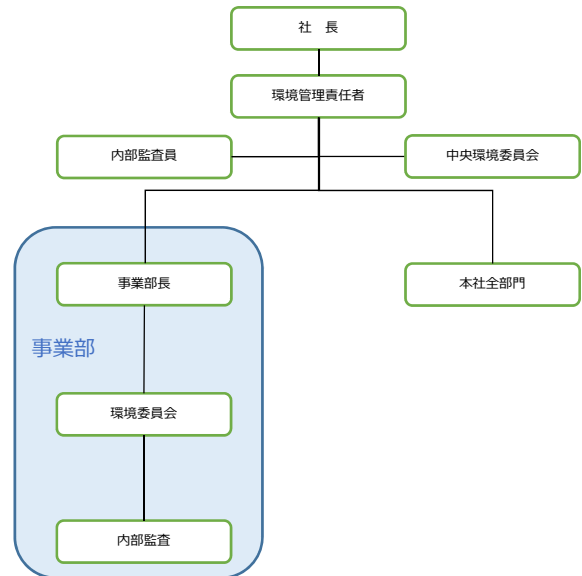 社　長
環境管理責任者
内部監査員
中央環境委員会
事業部長
本社全部門
事業部
環境委員会
内部監査